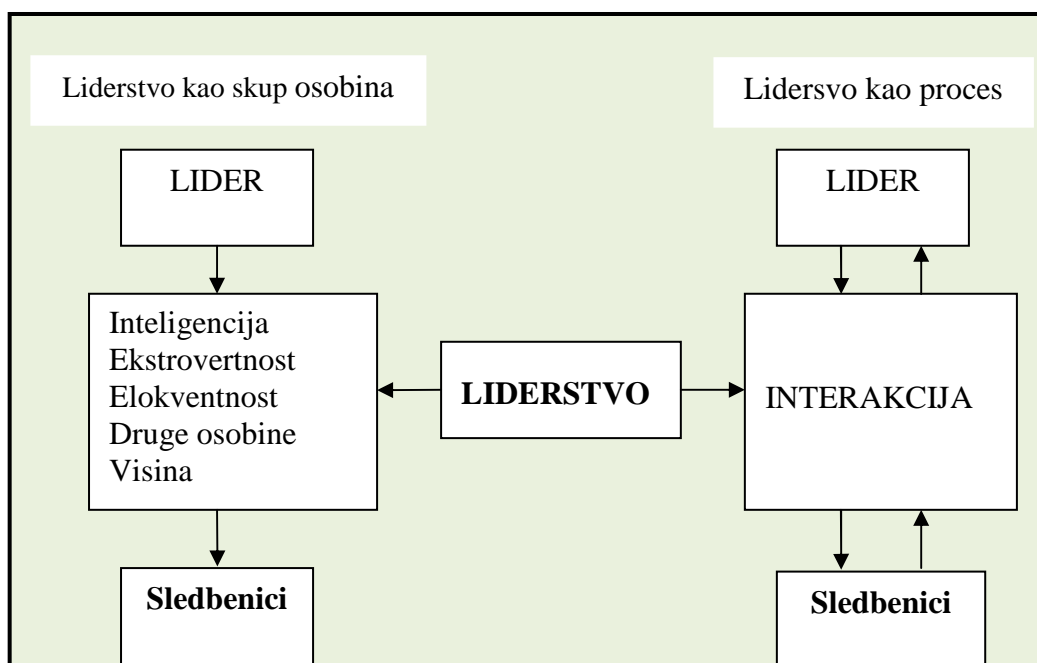 Liderstvo kao skup osobina
Lidersvo kao proces
LIDER
LIDER
Inteligencija
Ekstrovertnost
Elokventnost
Druge osobine
Visina
LIDERSTVO
INTERAKCIJA
Sledbenici
Sledbenici